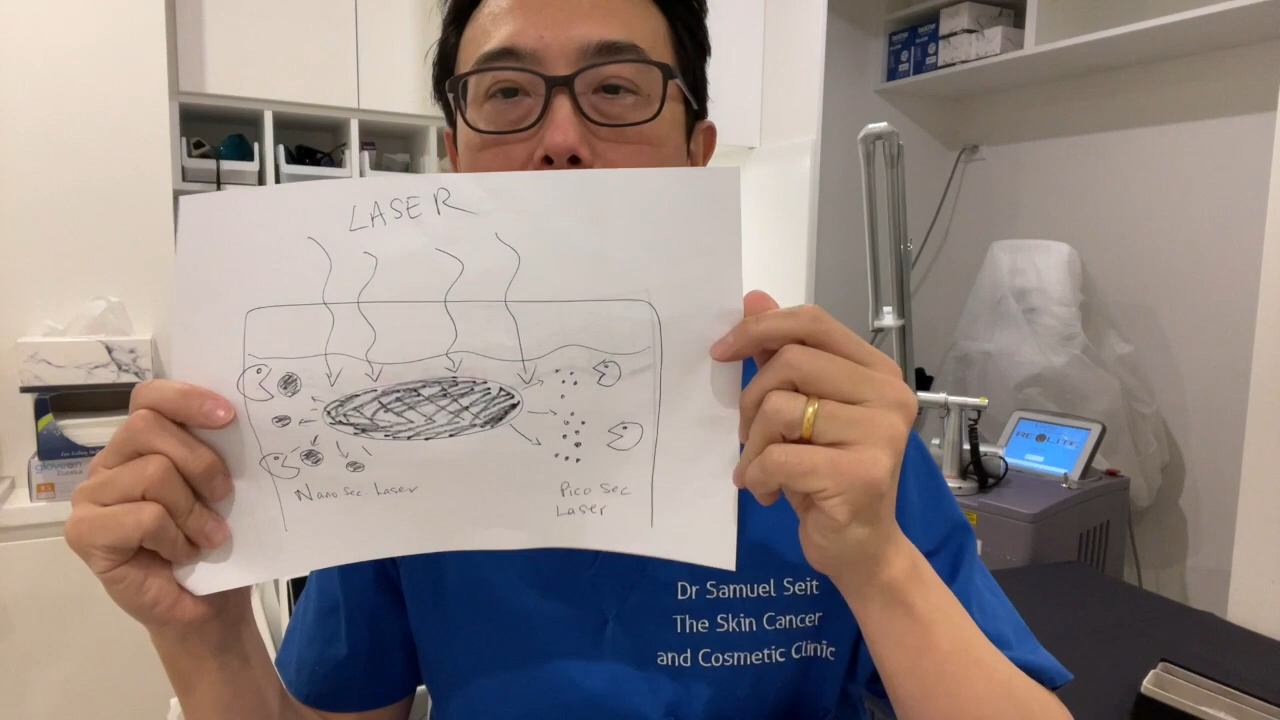 LASER
Nano Sec. Laser
Pico Sec
Laser
Dr Samuel Seit
The Skin Cancer
and Cosmetic Clinic